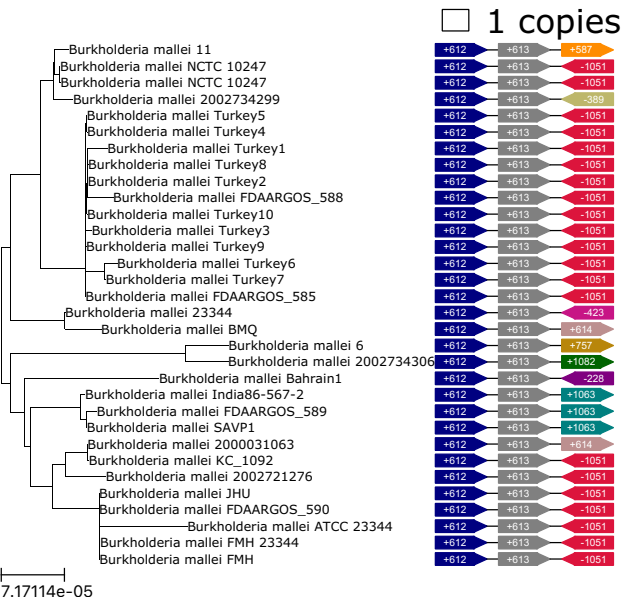 1 copies
Burkholderia mallei 11 +612 +613 +587
Burkholderia mallei NCTC 10247 +612 +613 -1051
Burkholderia mallei NCTC 10247 +612 +613 -1051
Burkholderia mallei 2002734299 +612 +613 -389
Burkholderia mallei Turkey5 +612 +613 -1051
Burkholderia mallei Turkey4 +612 +613 -1051
Burkholderia mallei Turkey1 +612 +613 -1051
Burkholderia mallei Turkey8 +612 +613 -1051
Burkholderia mallei Turkey2 +612 +613 -1051
Burkholderia mallei FDAARGOS_588 +612 +613 -1051
Burkholderia mallei Turkey10 +612 +613 -1051
Burkholderia mallei Turkey3 +612 +613 -1051
Burkholderia mallei Turkey9 +612 +613 -1051
Burkholderia mallei Turkey6 +612 +613 -1051
Burkholderia mallei Turkey7 +612 +613 -1051
Burkholderia mallei FDAARGOS_585 +612 +613 -1051
Burkholderia mallei 23344 +612 +613 -423
Burkholderia mallei BMQ +612 +613 +614
Burkholderia mallei 6 +612 +613 +757
Burkholderia mallei 2002734306 +612 +613 +1082
Burkholderia mallei Bahrain1 +612 +613 -228
Burkholderia mallei India86-567-2 +612 +613 +1063
Burkholderia mallei FDAARGOS_589 +612 +613 +1063
Burkholderia mallei SAVP1 +612 +613 +1063
Burkholderia mallei 2000031063 +612 +613 +614
Burkholderia mallei KC_1092 +612 +613 -1051
Burkholderia mallei 2002721276 +612 +613 -1051
Burkholderia mallei JHU +612 +613 -1051
Burkholderia mallei FDAARGOS_590 +612 +613 -1051
Burkholderia mallei ATCC 23344 +612 +613 -1051
Burkholderia mallei FMH 23344 +612 +613 -1051
Burkholderia mallei FMH +612 +613 -1051
7.17114e-05